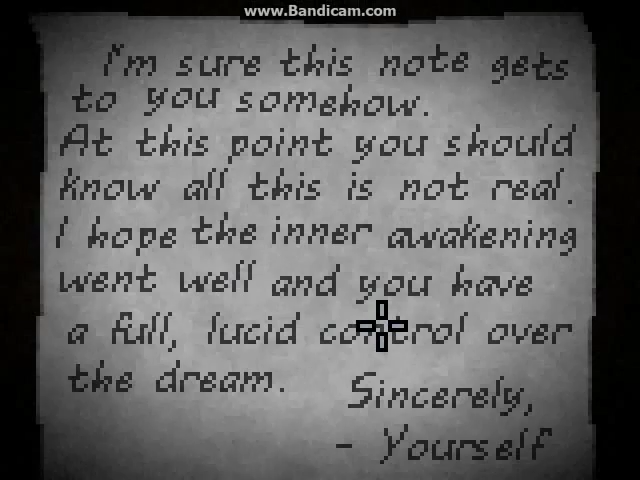 www.Bandicam.com
I'm sure this note gets
to you somehow.
At this point you should
know all this is not real.
I hope the inner awakening
went well and you have
a full, lucid control over
the dream.
Sincerely,
- Yourself